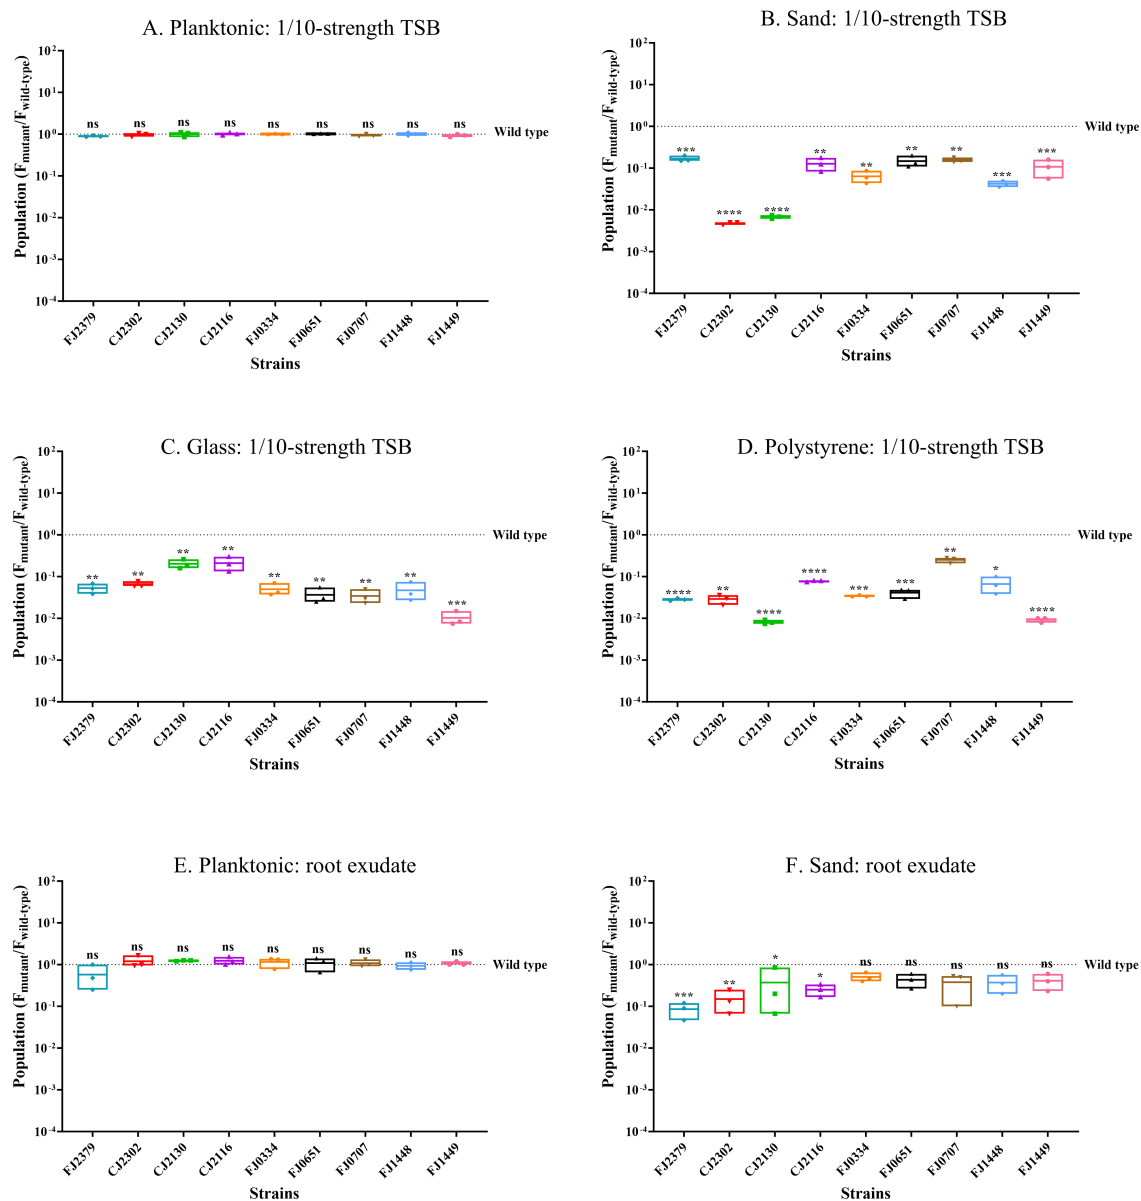 A. Planktonic: 1/10-strength TSB
Population (Fmutant/Fwild-type)
10² 10¹ 10⁰ 10⁻¹ 10⁻² 10⁻³ 10⁻⁴
ns ns ns ns ns ns ns ns ns
Wild type
FJ2379 CJ2302 CJ2130 CJ2116 FJ0334 FJ0651 FJ0707 FJ1448 FJ1449
Strains
B. Sand: 1/10-strength TSB
Population (Fmutant/Fwild-type)
10² 10¹ 10⁰ 10⁻¹ 10⁻² 10⁻³ 10⁻⁴
*** **** **** ** ** ** ** *** ***
Wild type
FJ2379 CJ2302 CJ2130 CJ2116 FJ0334 FJ0651 FJ0707 FJ1448 FJ1449
Strains
C. Glass: 1/10-strength TSB
Population (Fmutant/Fwild-type)
10² 10¹ 10⁰ 10⁻¹ 10⁻² 10⁻³ 10⁻⁴
** ** ** ** ** ** ** ** ***
Wild type
FJ2379 CJ2302 CJ2130 CJ2116 FJ0334 FJ0651 FJ0707 FJ1448 FJ1449
Strains
D. Polystyrene: 1/10-strength TSB
Population (Fmutant/Fwild-type)
10² 10¹ 10⁰ 10⁻¹ 10⁻² 10⁻³ 10⁻⁴
**** ** **** **** *** *** ** * ****
Wild type
FJ2379 CJ2302 CJ2130 CJ2116 FJ0334 FJ0651 FJ0707 FJ1448 FJ1449
Strains
E. Planktonic: root exudate
Population (Fmutant/Fwild-type)
10² 10¹ 10⁰ 10⁻¹ 10⁻² 10⁻³ 10⁻⁴
ns ns ns ns ns ns ns ns ns
Wild type
FJ2379 CJ2302 CJ2130 CJ2116 FJ0334 FJ0651 FJ0707 FJ1448 FJ1449
Strains
F. Sand: root exudate
Population (Fmutant/Fwild-type)
10² 10¹ 10⁰ 10⁻¹ 10⁻² 10⁻³ 10⁻⁴
*** ** * * ns ns ns ns ns
Wild type
FJ2379 CJ2302 CJ2130 CJ2116 FJ0334 FJ0651 FJ0707 FJ1448 FJ1449
Strains